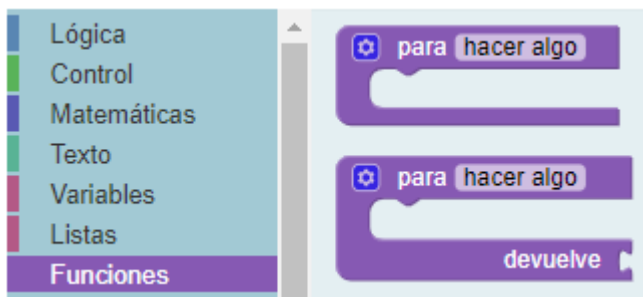 Lógica
Control
Matemáticas
Texto
Variables
Listas
Funciones
para hacer algo
para hacer algo
devuelve